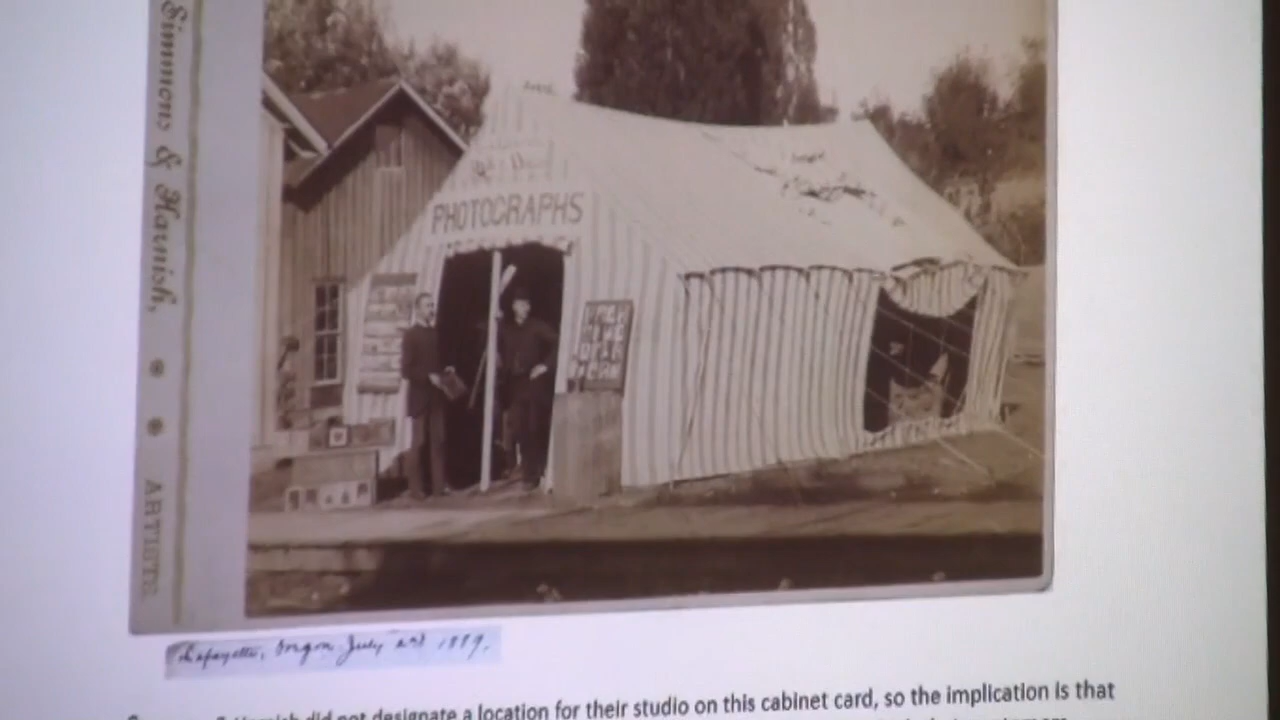 Simmons & Harnish,
ARTISTS
PHOTOGRAPHS
Lafayette, Oregon July 2nd 1889.
& Harnish did not designate a location for their studio on this cabinet card, so the implication is that